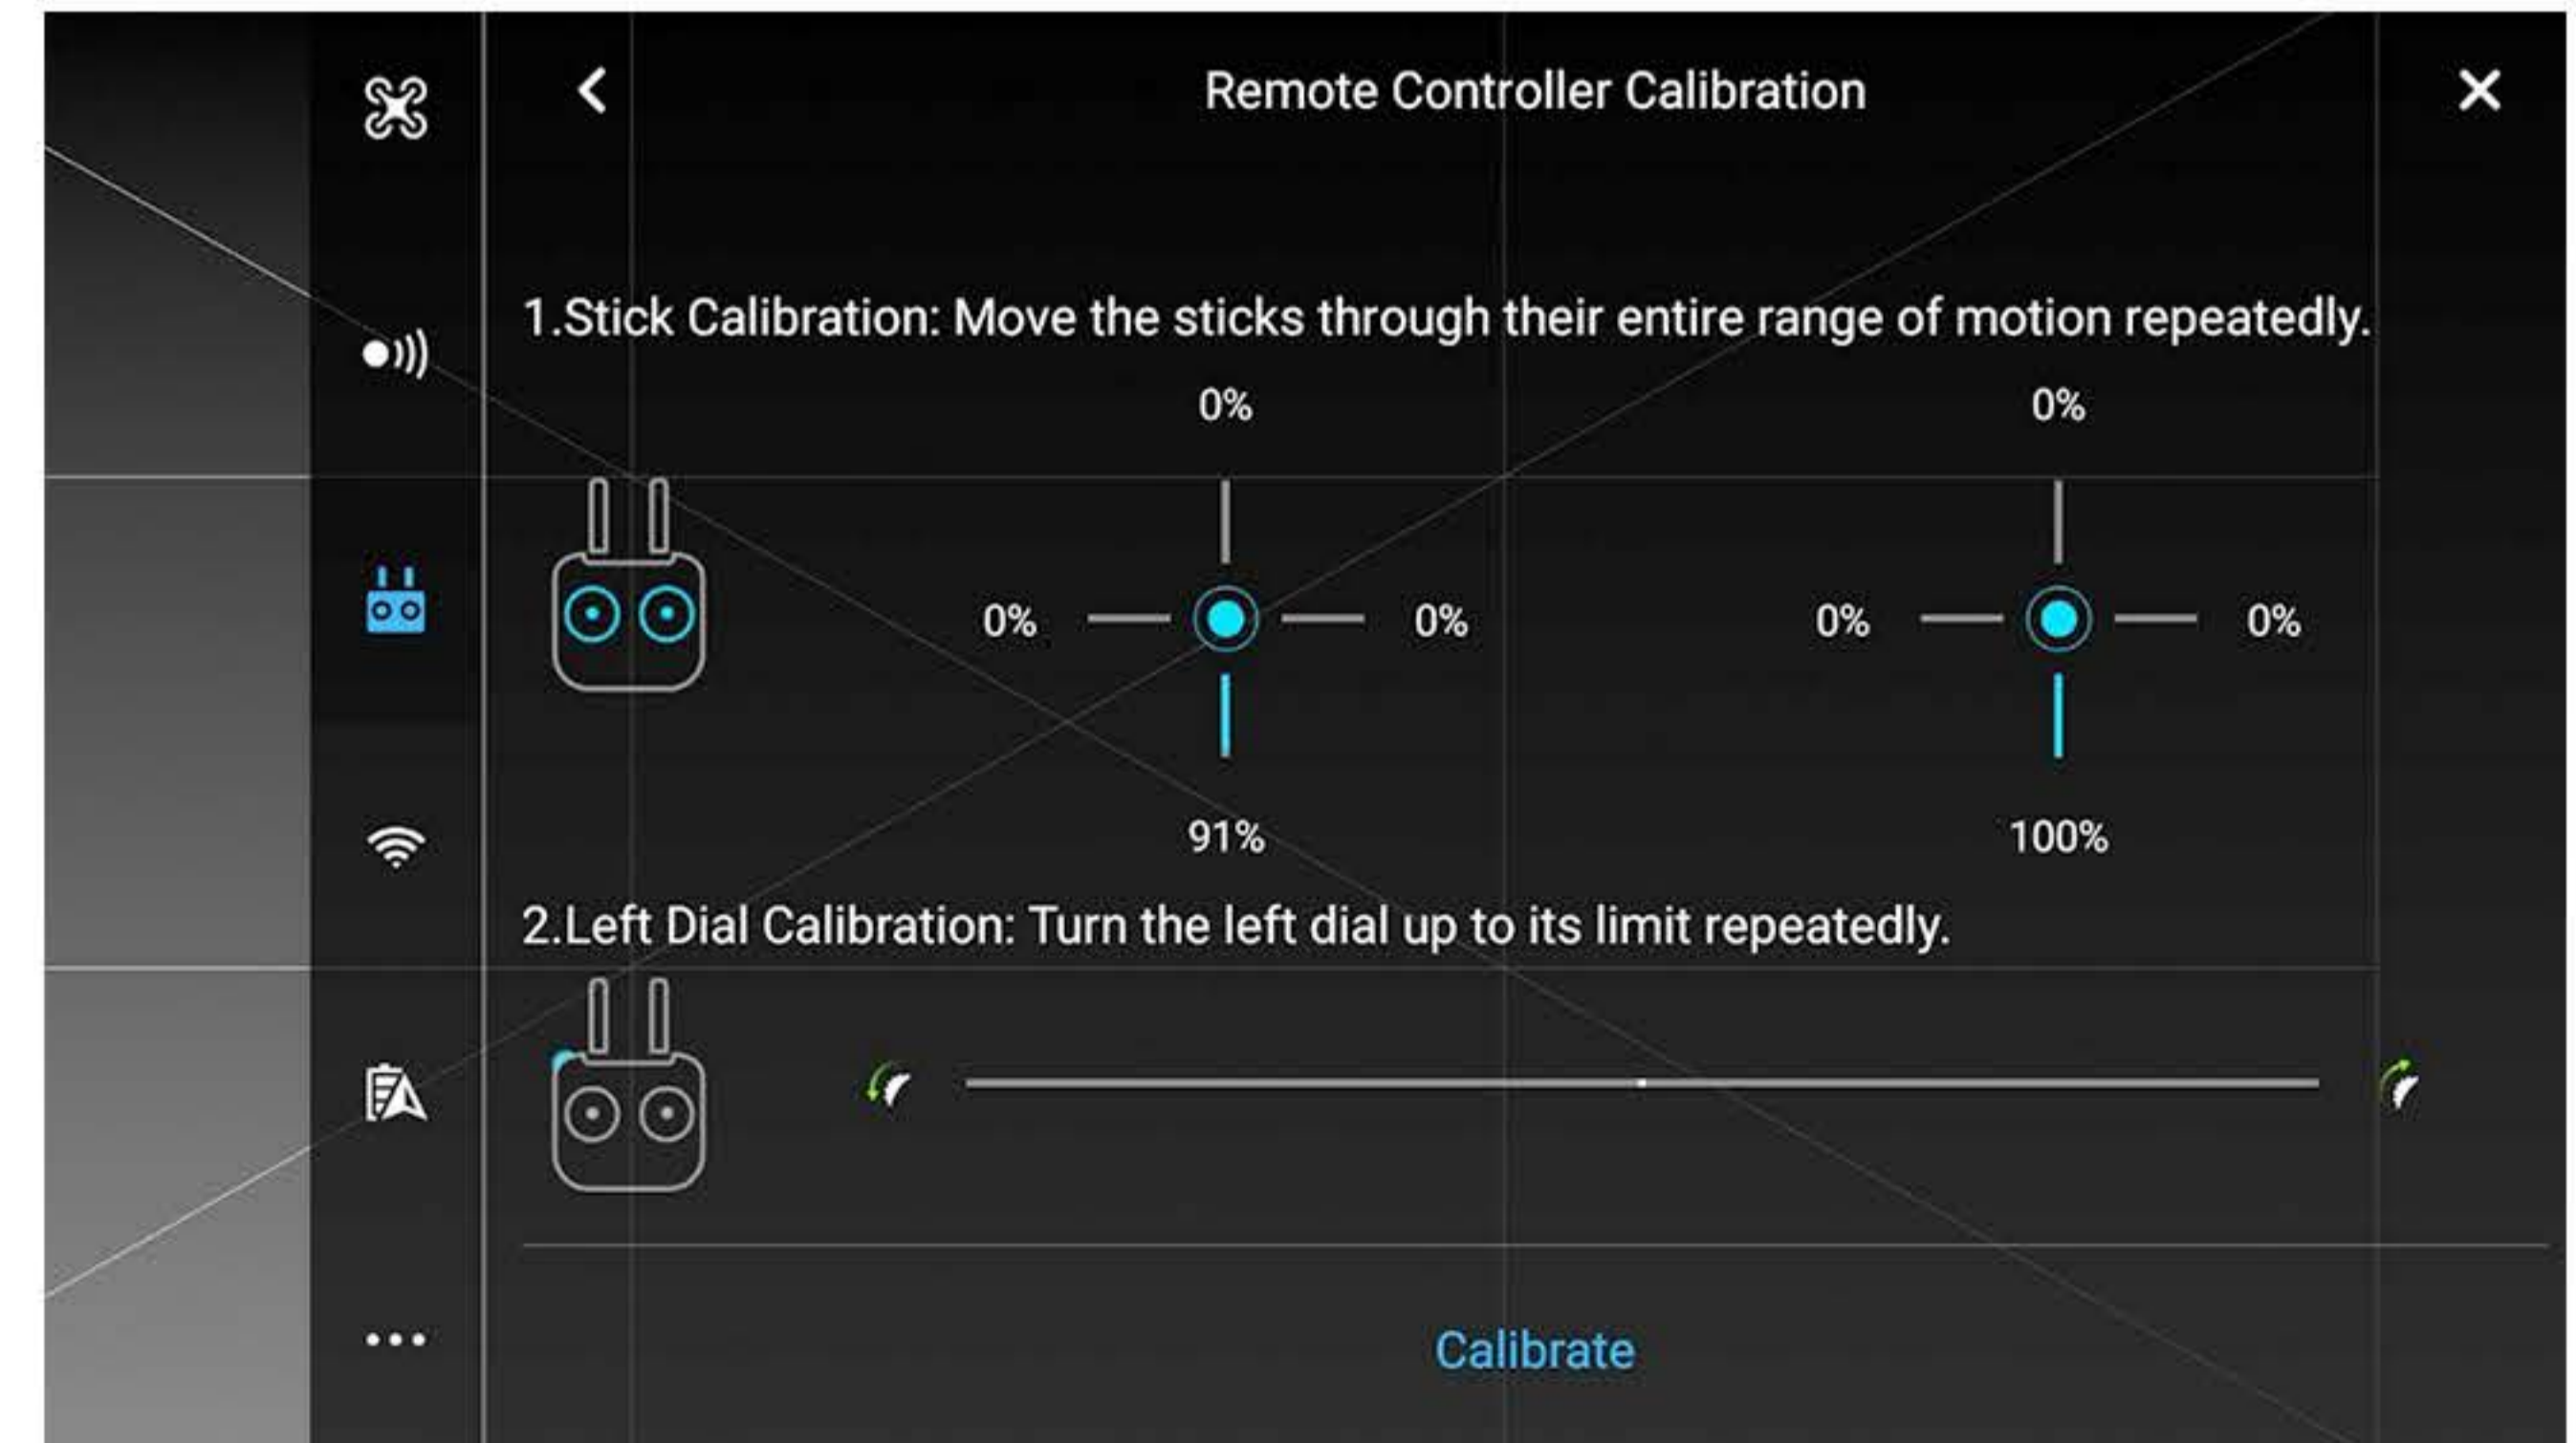 Remote Controller Calibration
1.Stick Calibration: Move the sticks through their entire range of motion repeatedly.
0% 0%
0% 0% 0% 0%
91% 100%
2.Left Dial Calibration: Turn the left dial up to its limit repeatedly.
Calibrate